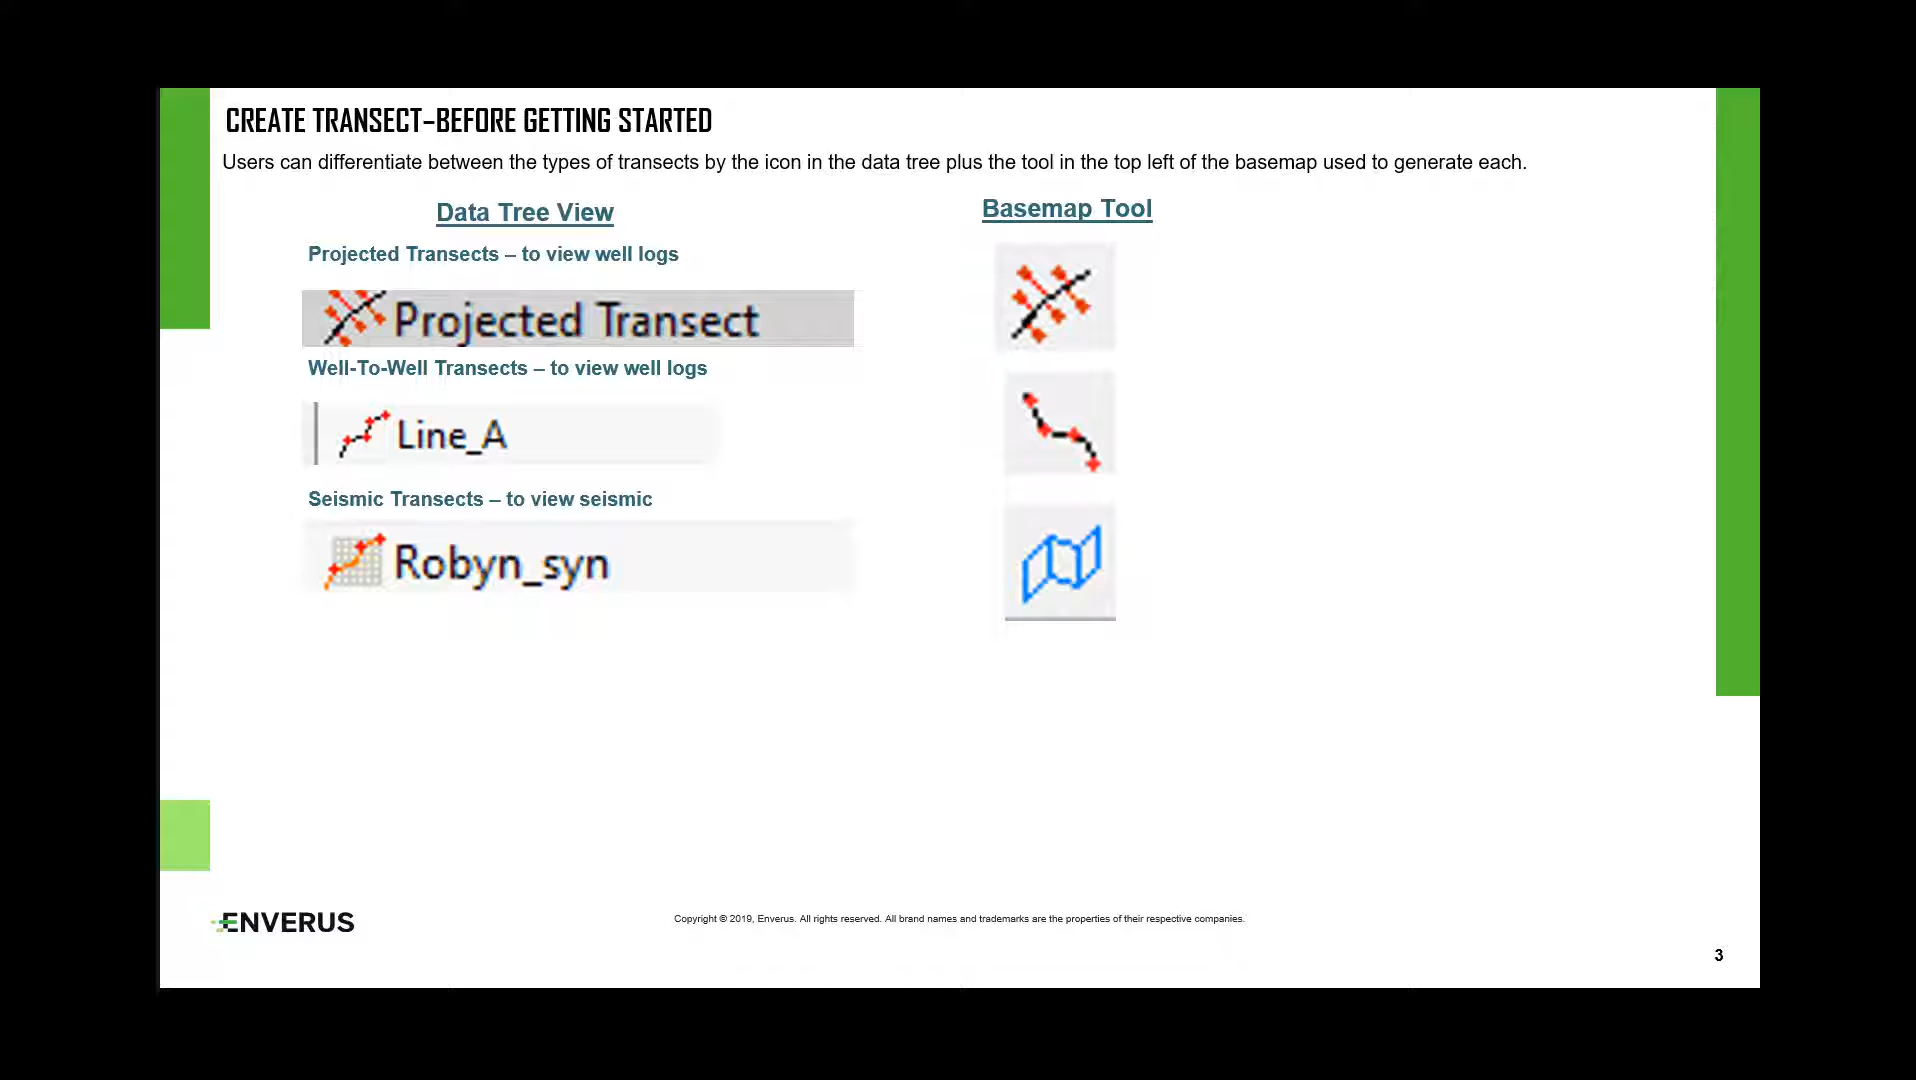 CREATE TRANSECT–BEFORE GETTING STARTED
Users can differentiate between the types of transects by the icon in the data tree plus the tool in the top left of the basemap used to generate each.
Data Tree View
Basemap Tool
Projected Transects – to view well logs
Projected Transect
Well-To-Well Transects – to view well logs
Line_A
Seismic Transects – to view seismic
Robyn_syn
ENVERUS
Copyright © 2019, Enverus. All rights reserved. All brand names and trademarks are the properties of their respective companies.
3